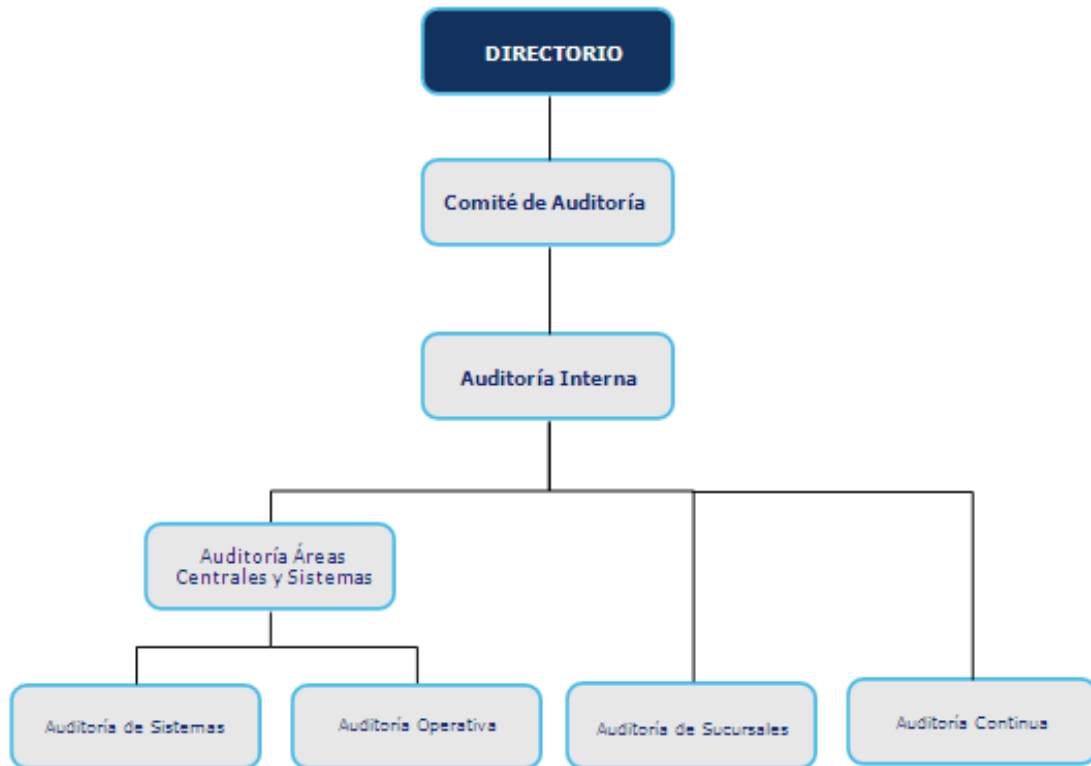 DIRECTORIO
Comité de Auditoría
Auditoría Interna
Auditoría Áreas
Centrales y Sistemas
Auditoría de Sistemas
Auditoría Operativa
Auditoría de Sucursales
Auditoría Continua